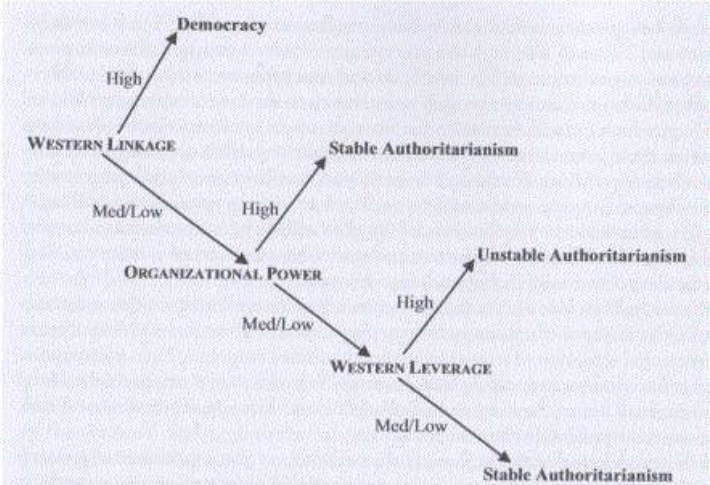 Democracy
High
WESTERN LINKAGE
Stable Authoritarianism
Med/Low
High
Unstable Authoritarianism
ORGANIZATIONAL POWER
High
Med/Low
WESTERN LEVERAGE
Med/Low
Stable Authoritarianism